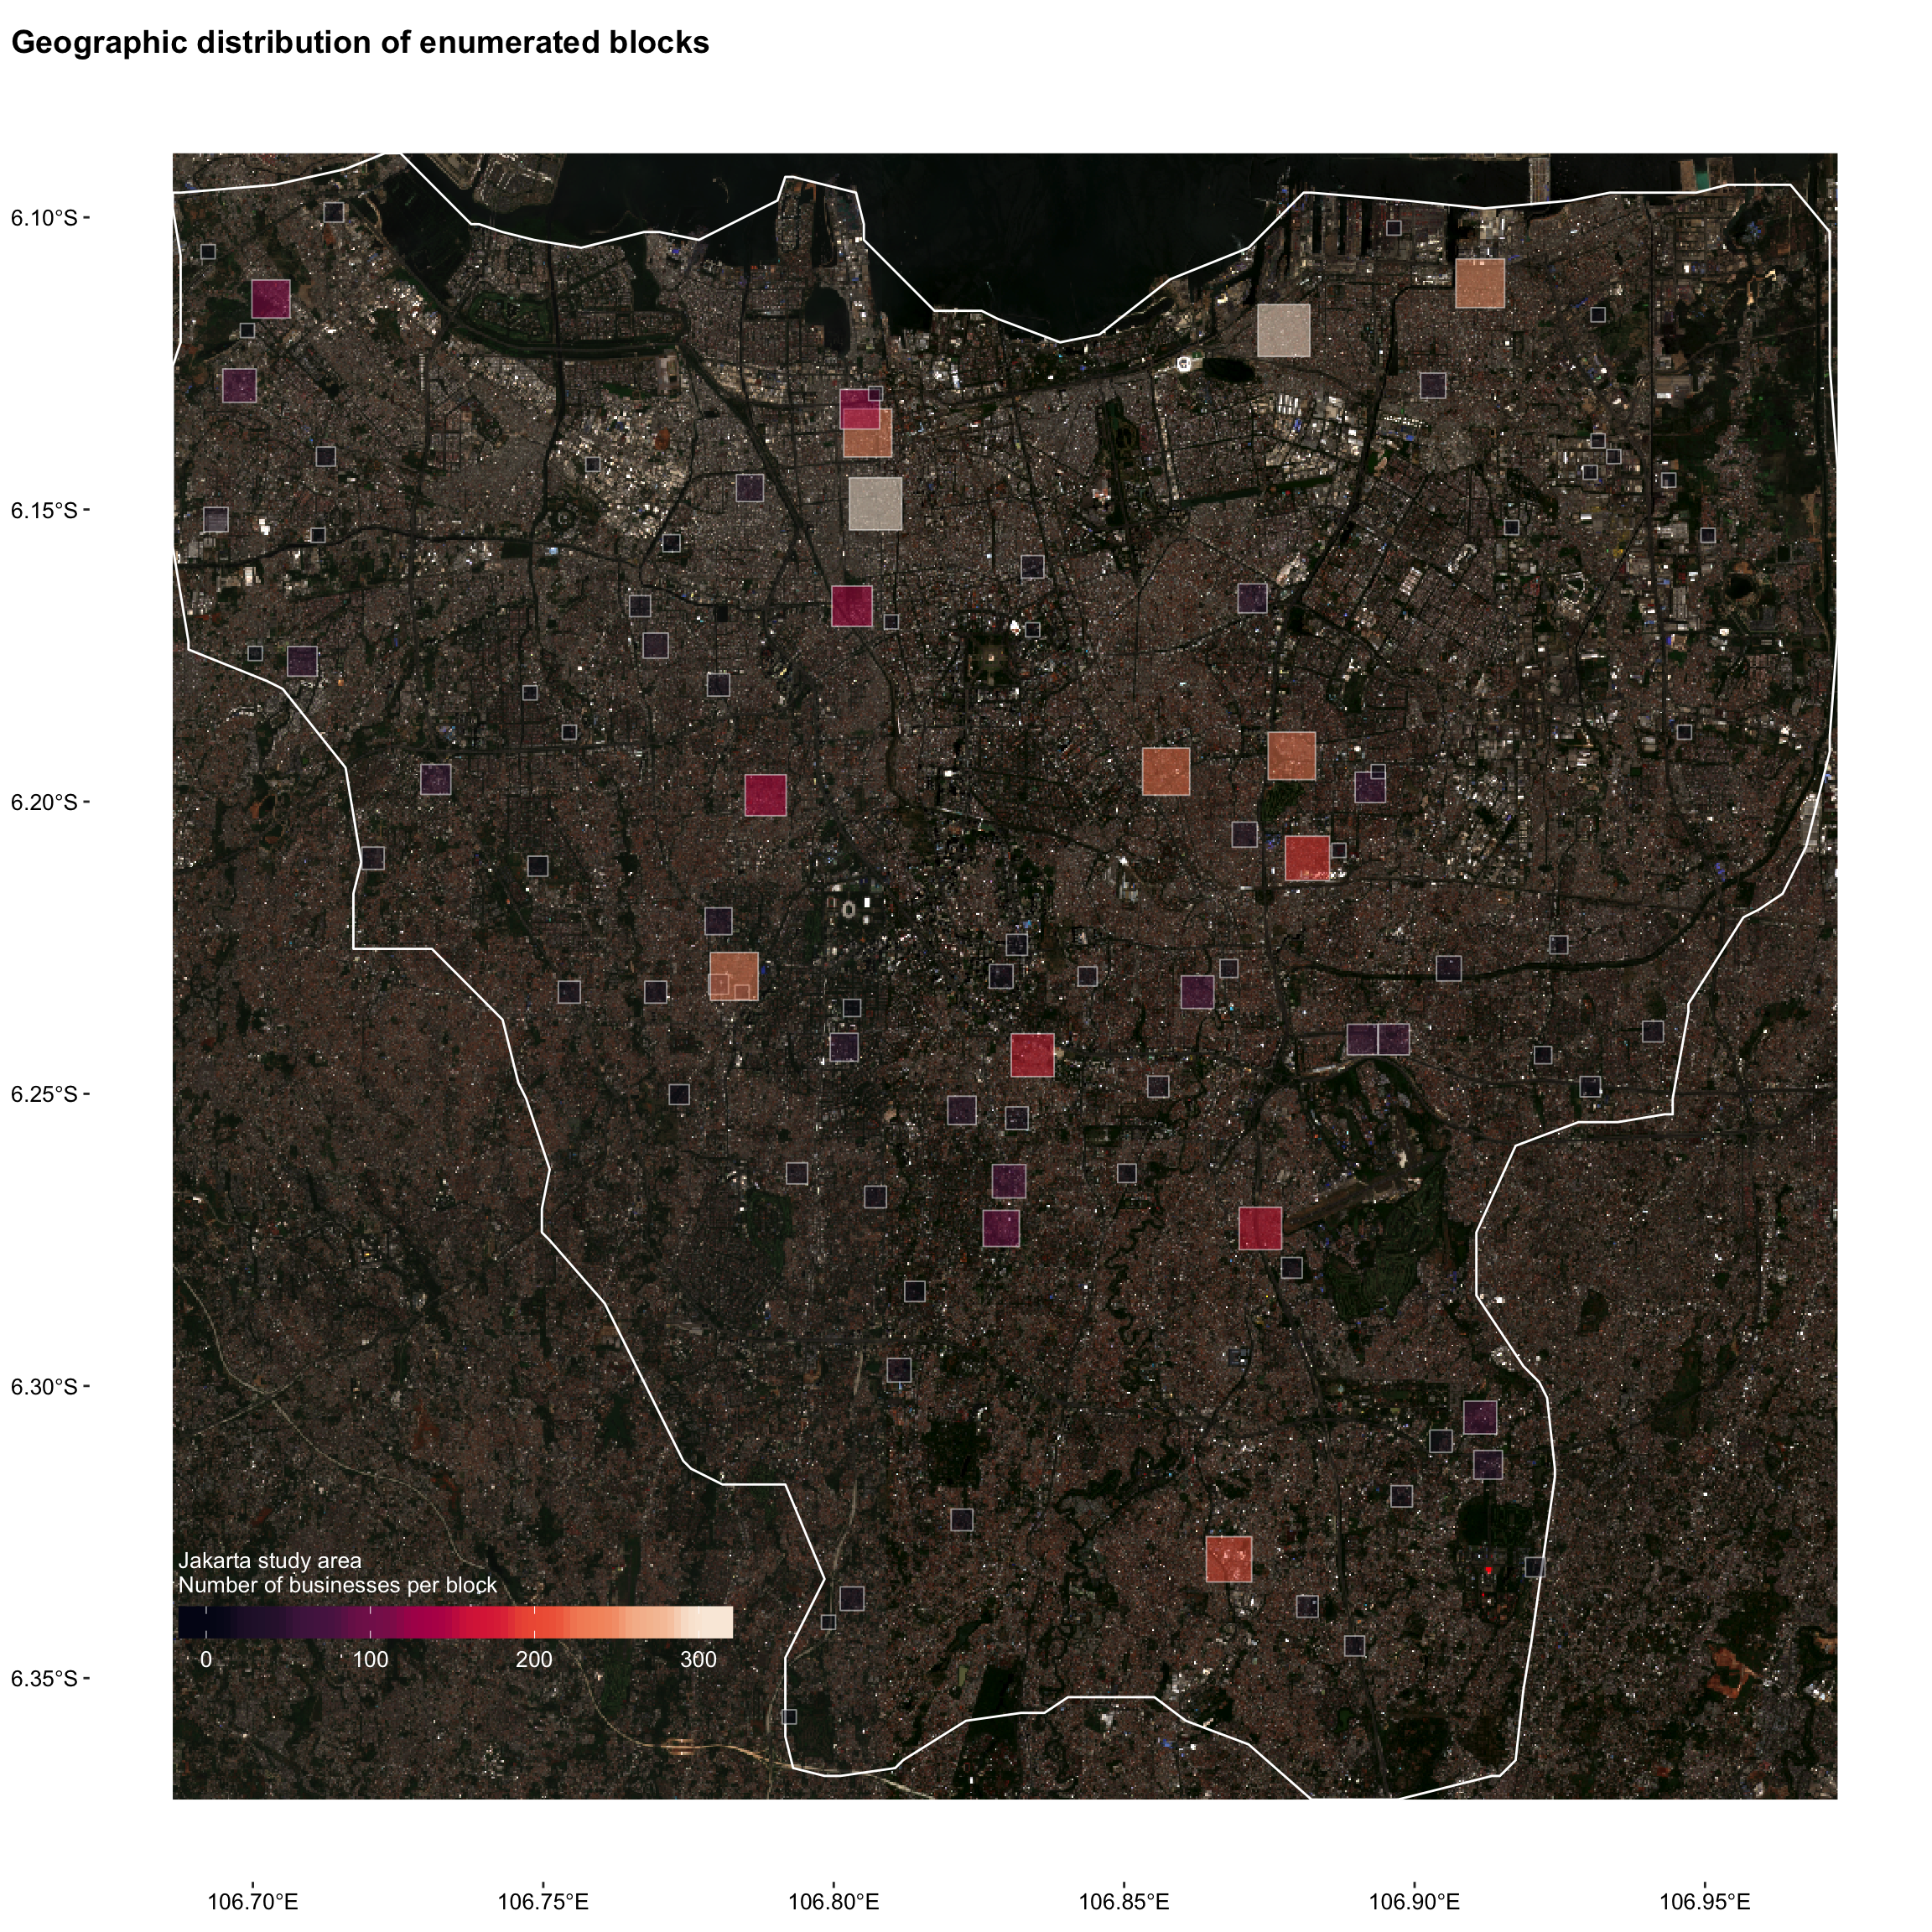 Geographic distribution of enumerated blocks
6.10°S
6.15°S
6.20°S
6.25°S
6.30°S
6.35°S
Jakarta study area
Number of businesses per block
0 100 200 300
106.70°E 106.75°E 106.80°E 106.85°E 106.90°E 106.95°E